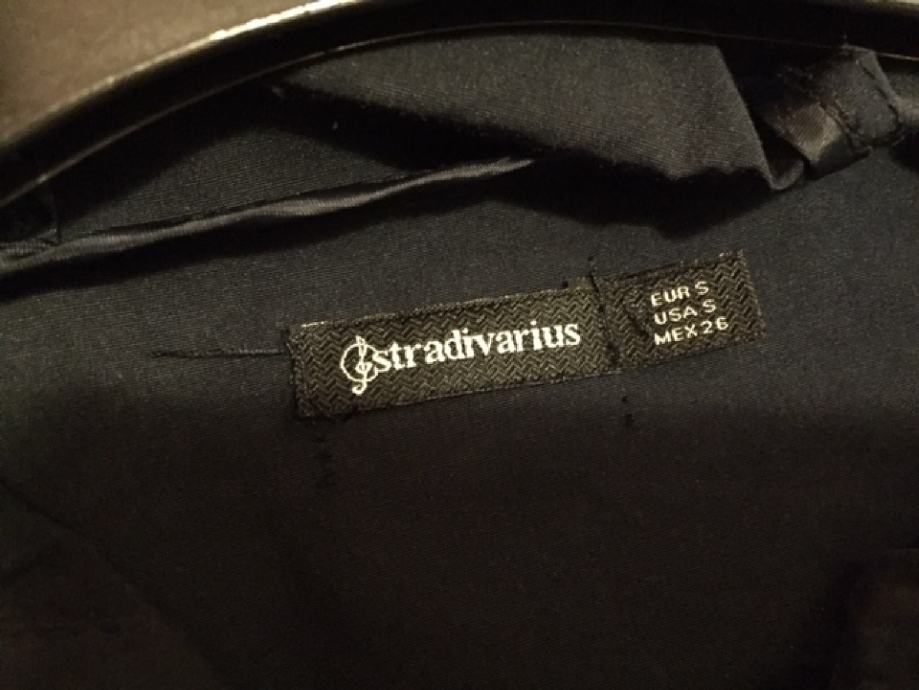 stradivarius
EUR S
USA S
MEX 26